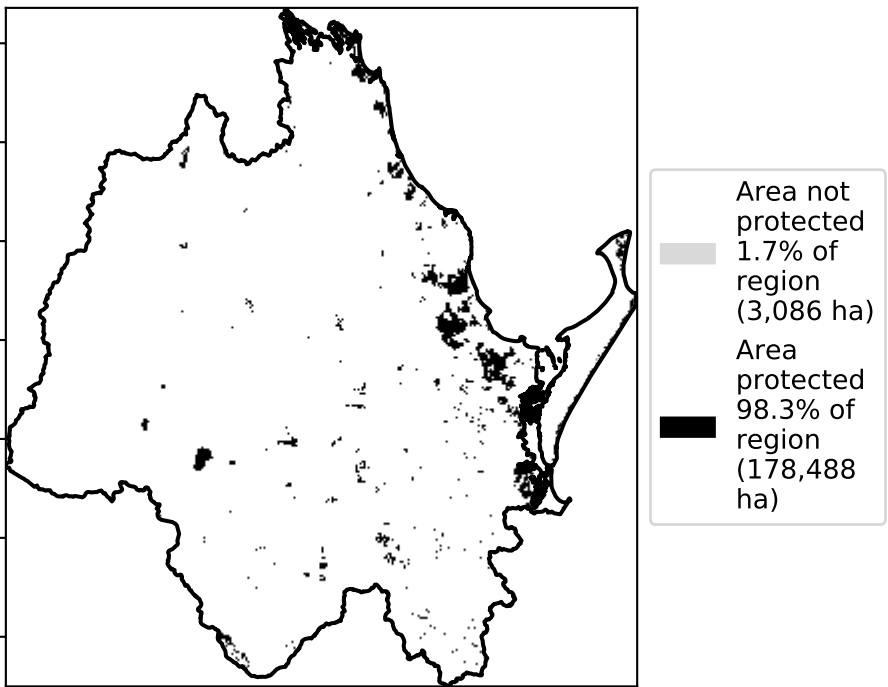 Area not
protected
1.7% of
region
(3,086 ha)
Area
protected
98.3% of
region
(178,488
ha)